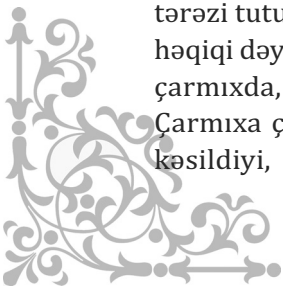 tərəzi tutu
həqiqi dəy
çarmıxda,
Çarmıxa ç
kəsildiyi,